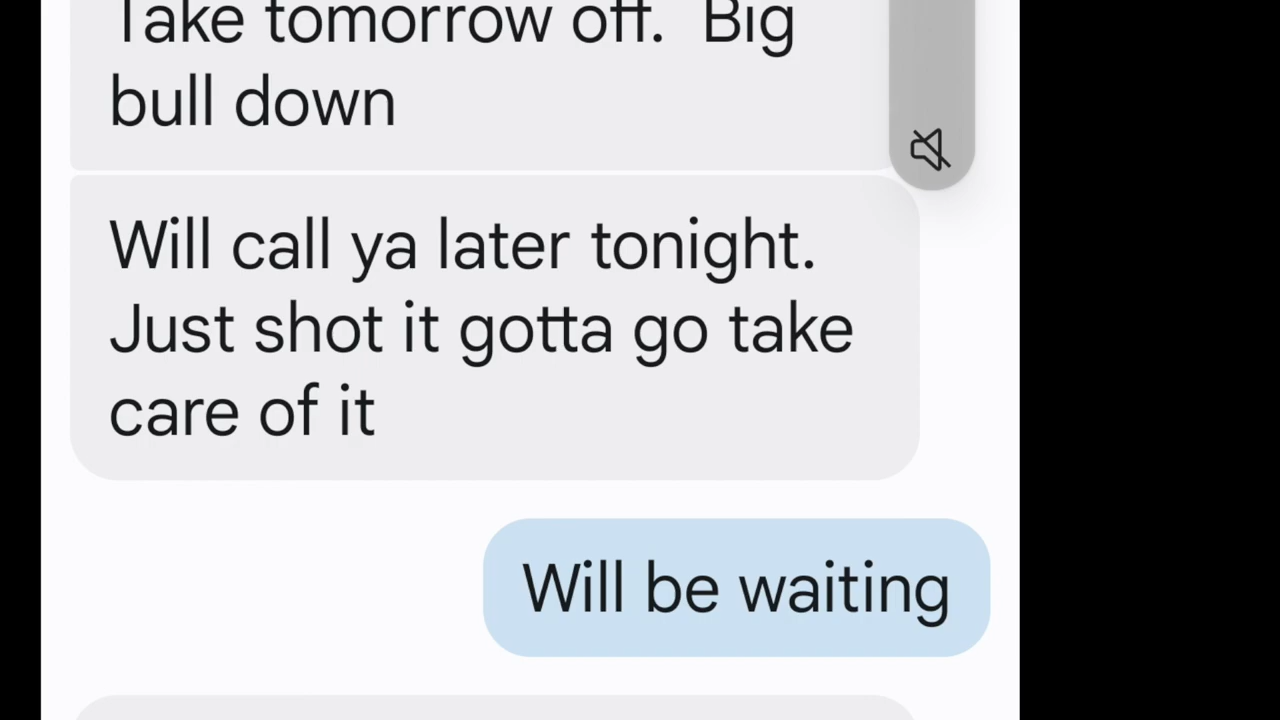 Take tomorrow off.  Big
bull down
Will call ya later tonight.
Just shot it gotta go take
care of it
Will be waiting